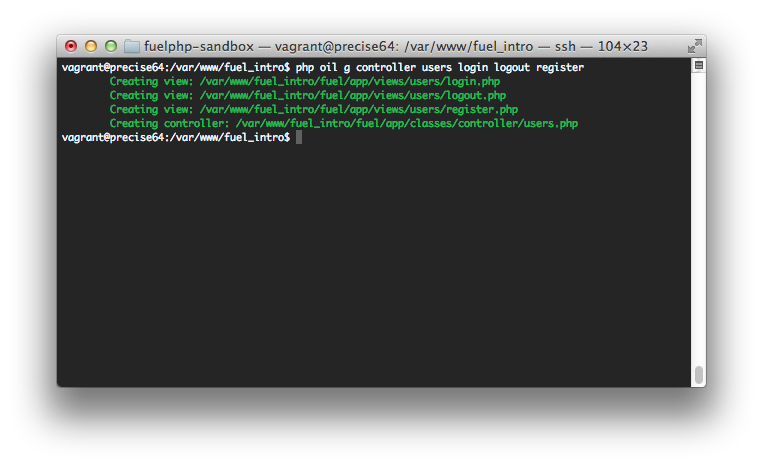 fuelphp-sandbox — vagrant@precise64: /var/www/fuel_intro — ssh — 104×23
vagrant@precise64:/var/www/fuel_intro$ php oil g controller users login logout register
Creating view: /var/www/fuel_intro/fuel/app/views/users/login.php
Creating view: /var/www/fuel_intro/fuel/app/views/users/logout.php
Creating view: /var/www/fuel_intro/fuel/app/views/users/register.php
Creating controller: /var/www/fuel_intro/fuel/app/classes/controller/users.php
vagrant@precise64:/var/www/fuel_intro$